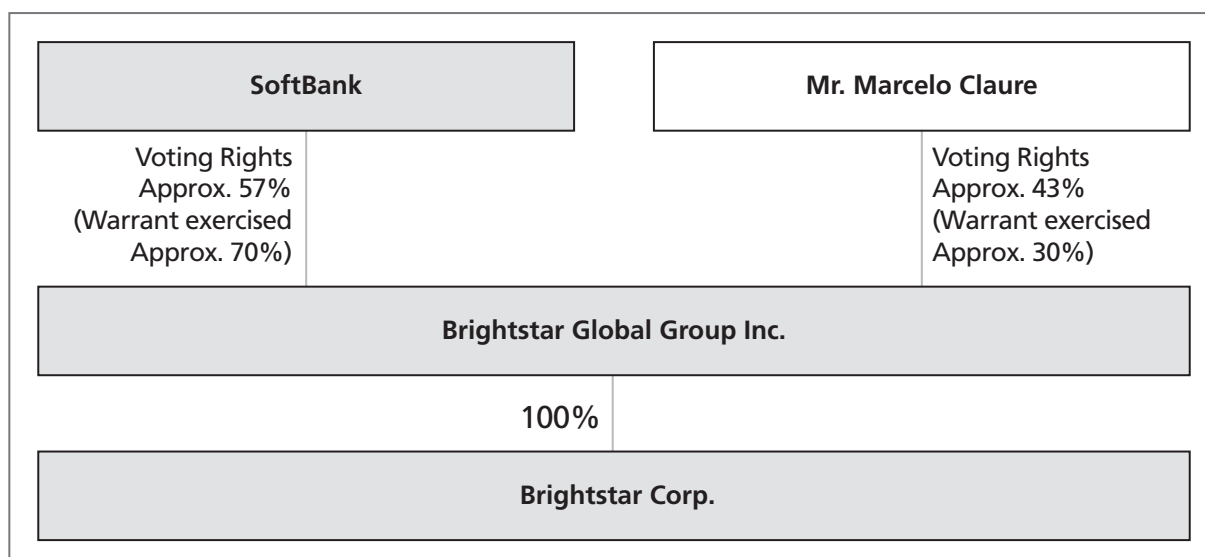 SoftBank
Mr. Marcelo Claure
Voting Rights
Approx. 57%
(Warrant exercised
Approx. 70%)
Voting Rights
Approx. 43%
(Warrant exercised
Approx. 30%)
Brightstar Global Group Inc.
100%
Brightstar Corp.